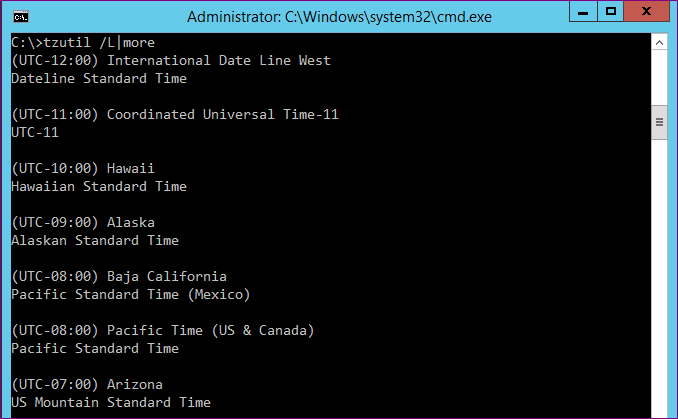 Administrator: C:\Windows\system32\cmd.exe
C:\>tzutil /L|more
(UTC-12:00) International Date Line West
Dateline Standard Time
(UTC-11:00) Coordinated Universal Time-11
UTC-11
(UTC-10:00) Hawaii
Hawaiian Standard Time
(UTC-09:00) Alaska
Alaskan Standard Time
(UTC-08:00) Baja California
Pacific Standard Time (Mexico)
(UTC-08:00) Pacific Time (US & Canada)
Pacific Standard Time
(UTC-07:00) Arizona
US Mountain Standard Time